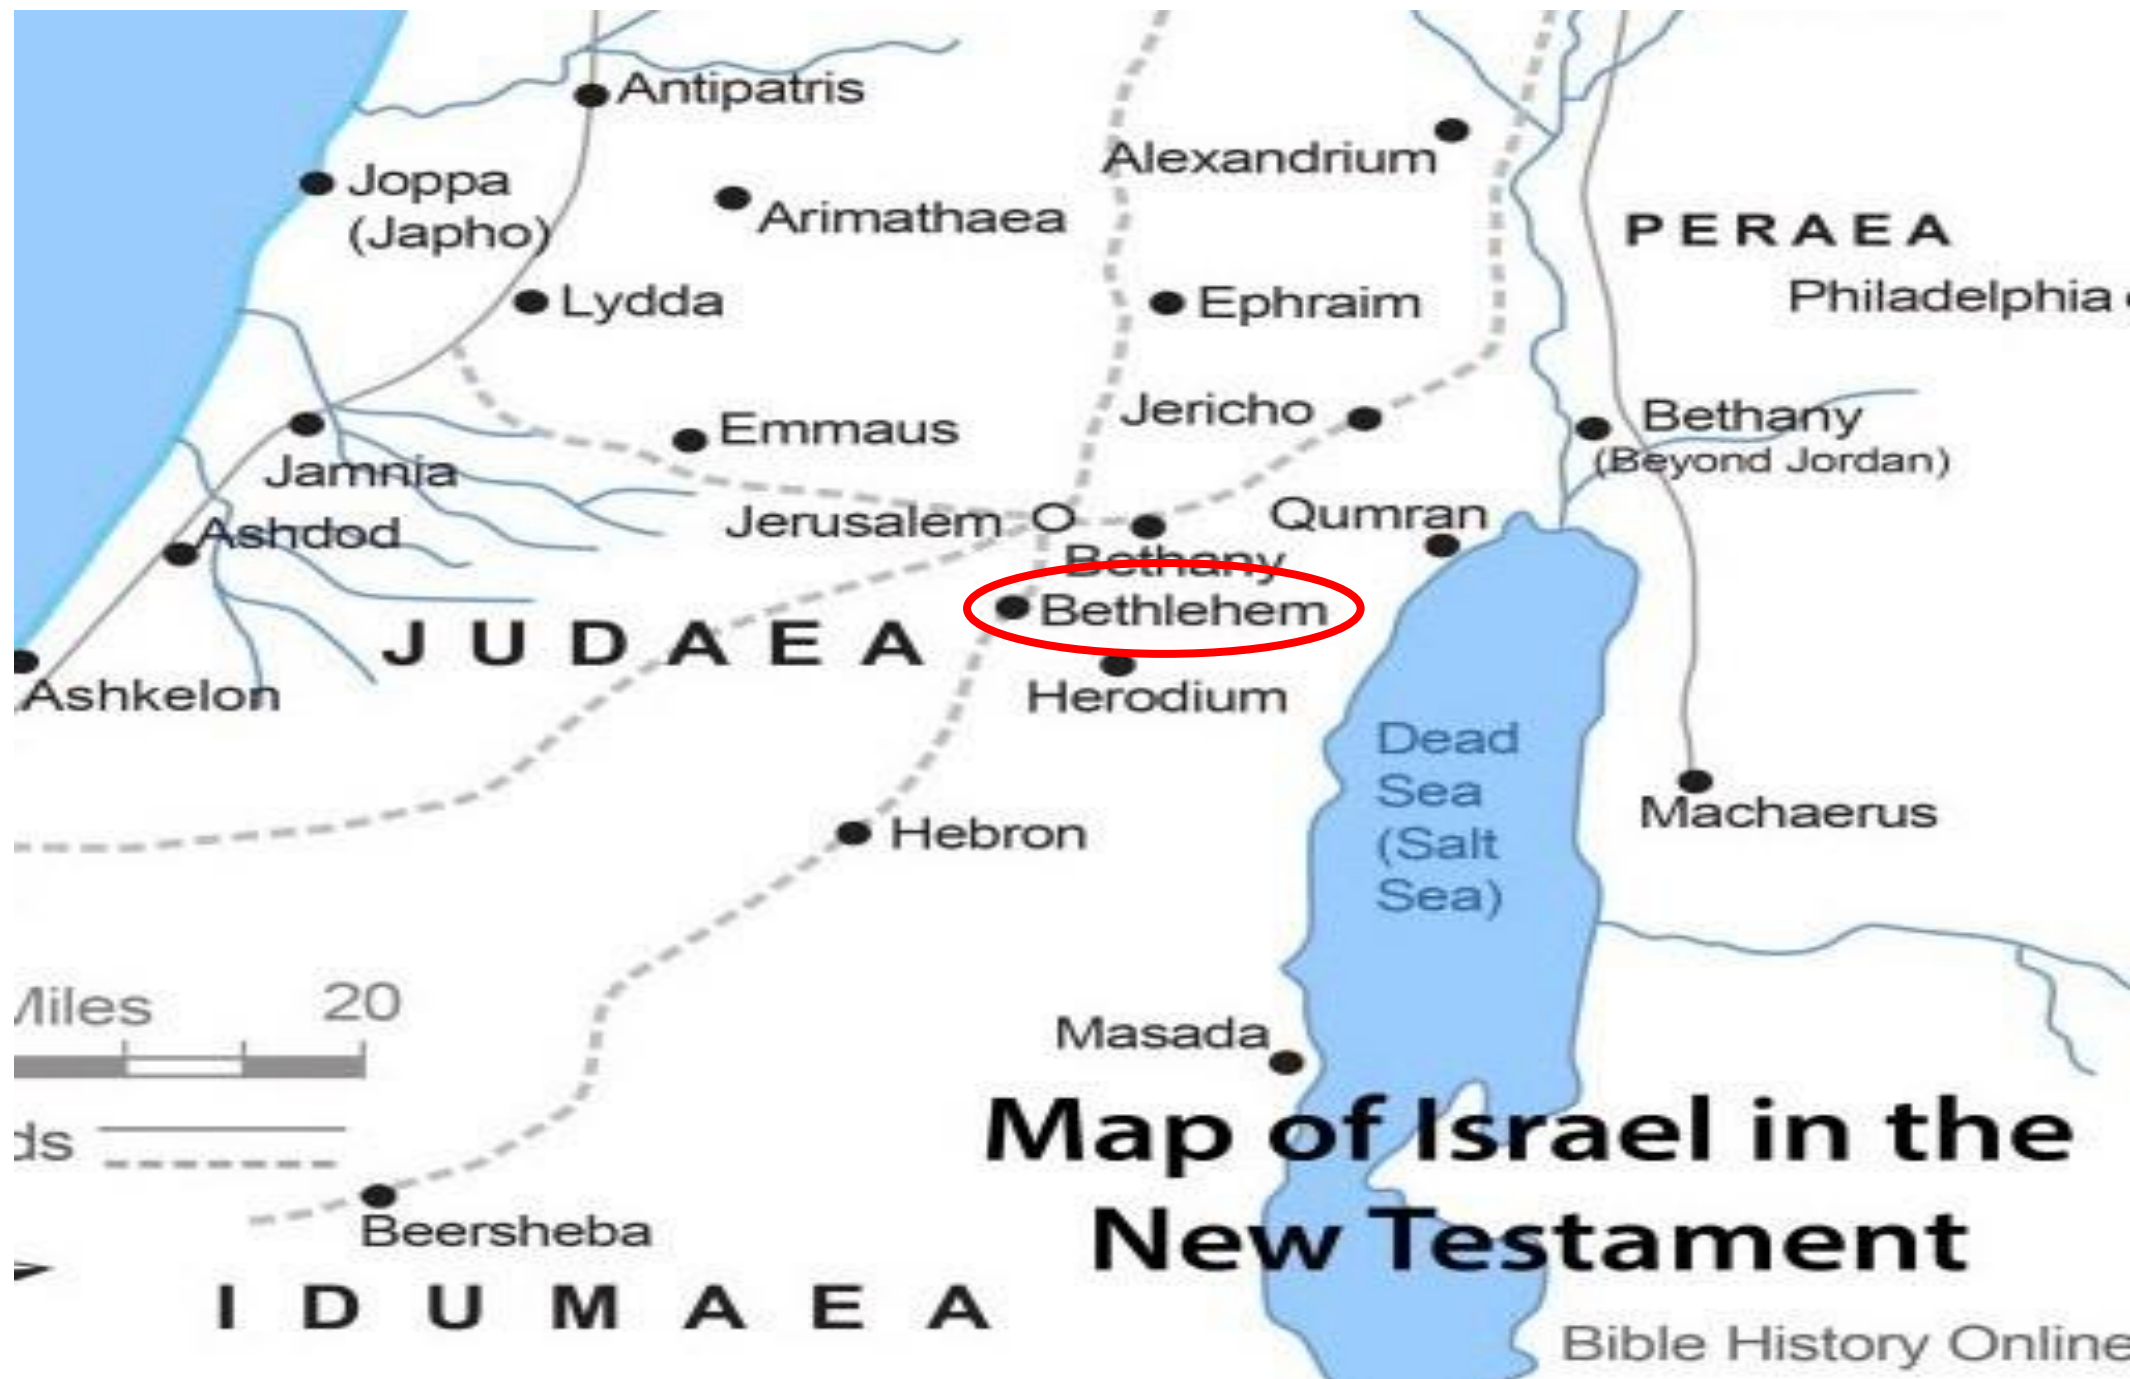 Antipatris
Joppa
(Japho)
Arimathaea
Alexandrium
PERAEA
Philadelphia
Lydda
Ephraim
Emmaus
Jericho
Bethany
(Beyond Jordan)
Jamnia
Ashdod
Jerusalem
Bethany
Qumran
Bethlehem
JUDAEA
Ashkelon
Herodium
Dead
Sea
(Salt
Sea)
Machaerus
Hebron
Miles 20
ds
Masada
Map of Israel in the
New Testament
Beersheba
IDUMAEA
Bible History Online